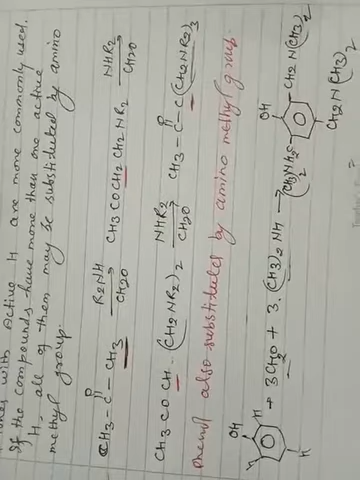 Ketones with Active H are more commonly used.
If the compounds have more than one active
H, all of them may be substituted by amino
methyl group.
CH3-C-CH3 R2NH CH2O → CH3COCH2CH2NR2 NHR2 CH2O →
O
CH3COCH-(CH2NR2)2 NHR2 CH2O → CH3-C-C(CH2NR2)3
O
Phenol also substituted by amino methyl group.
OH
H
H
+ 3CH2O + 3.(CH3)2NH →
OH
CH2N(CH3)2
CH2N(CH3)2